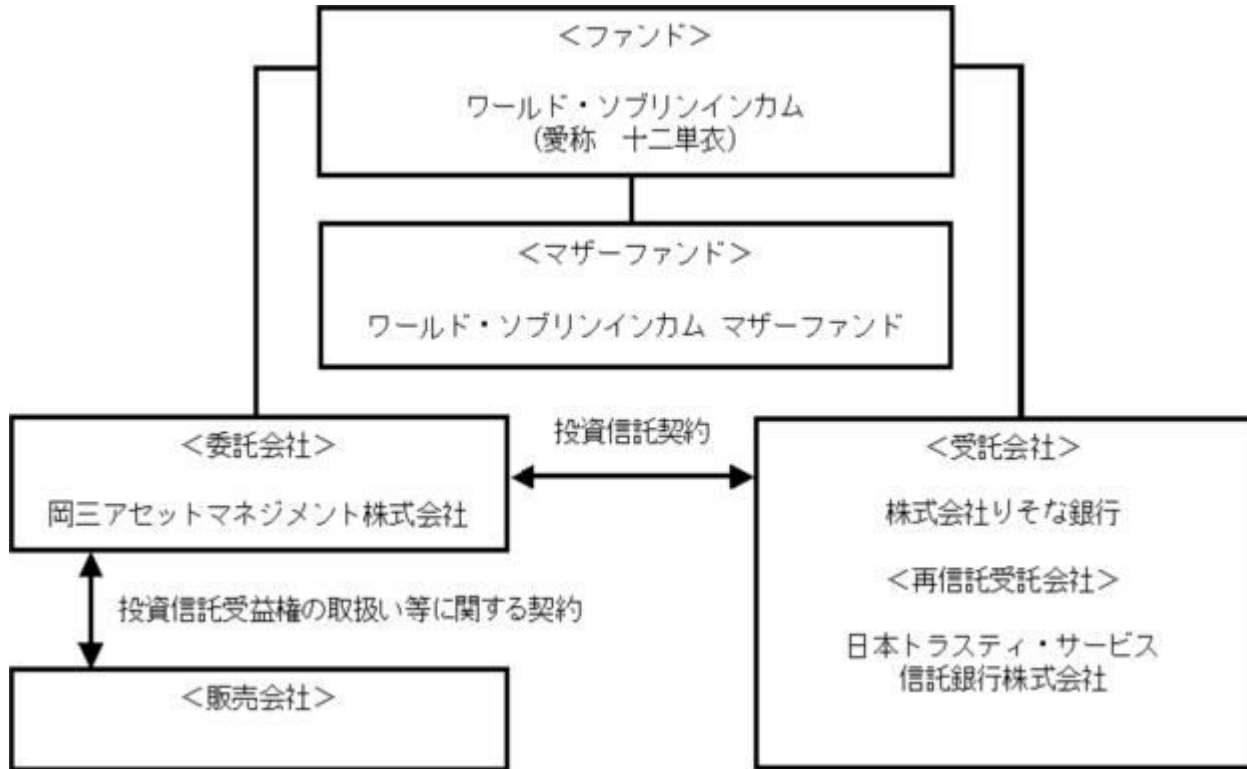 ＜ファンド＞
ワールド・ソブリンインカム
(愛称　十二単衣)
＜マザーファンド＞
ワールド・ソブリンインカム マザーファンド
＜委託会社＞
岡三アセットマネジメント株式会社
投資信託契約
＜受託会社＞
株式会社りそな銀行
＜再信託受託会社＞
日本トラスティ・サービス
信託銀行株式会社
投資信託受益権の取扱い等に関する契約
＜販売会社＞